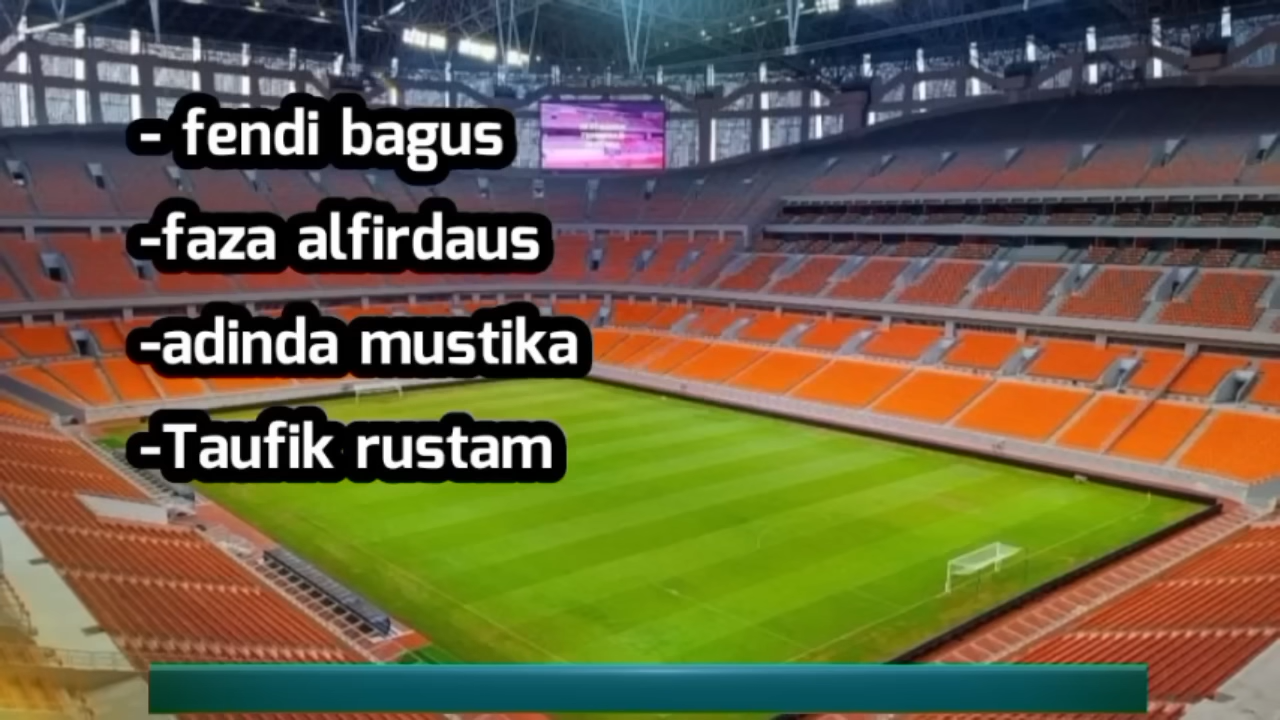 - fendi bagus
-faza alfirdaus
-adinda mustika
-Taufik rustam